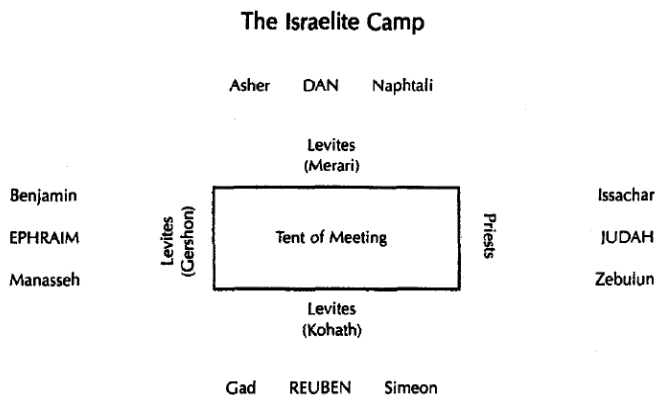 The Israelite Camp
Asher DAN Naphtali
Levites
(Merari)
Benjamin
EPHRAIM
Manasseh
Levites
(Gershon)
Tent of Meeting
Priests
Issachar
JUDAH
Zebulun
Levites
(Kohath)
Gad REUBEN Simeon